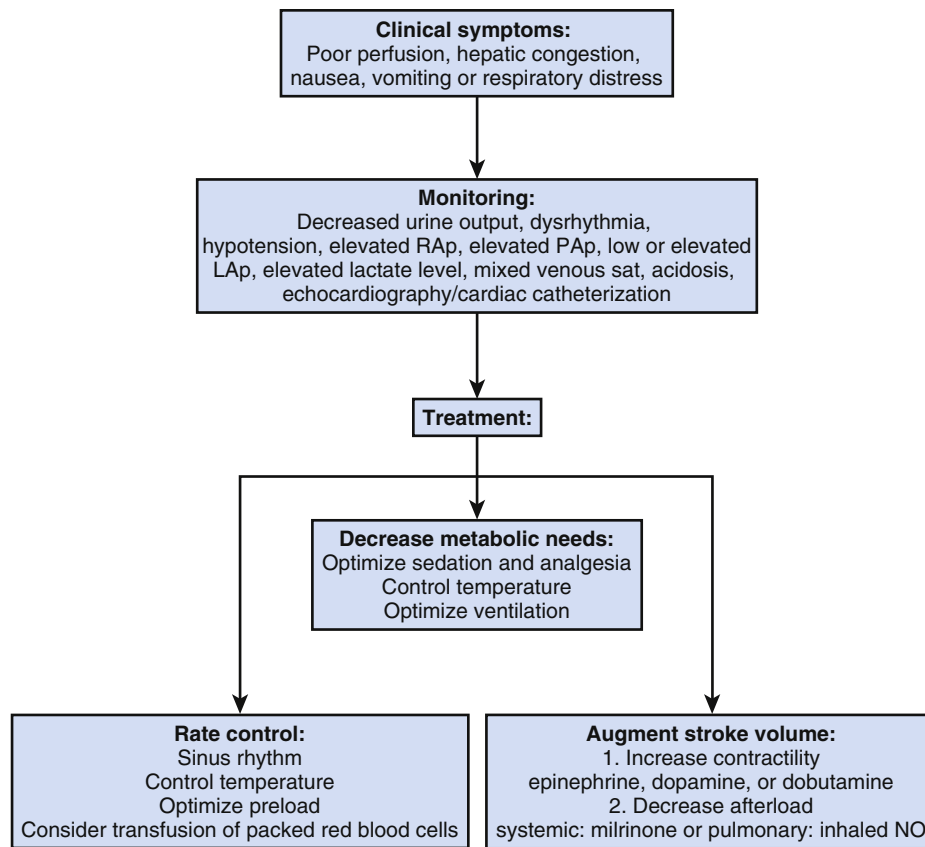 Clinical symptoms:
Poor perfusion, hepatic congestion,
nausea, vomiting or respiratory distress
Monitoring:
Decreased urine output, dysrhythmia,
hypotension, elevated RAp, elevated PAp, low or elevated
LAp, elevated lactate level, mixed venous sat, acidosis,
echocardiography/cardiac catheterization
Treatment:
Decrease metabolic needs:
Optimize sedation and analgesia
Control temperature
Optimize ventilation
Rate control:
Sinus rhythm
Control temperature
Optimize preload
Consider transfusion of packed red blood cells
Augment stroke volume:
1. Increase contractility
epinephrine, dopamine, or dobutamine
2. Decrease afterload
systemic: milrinone or pulmonary: inhaled NO